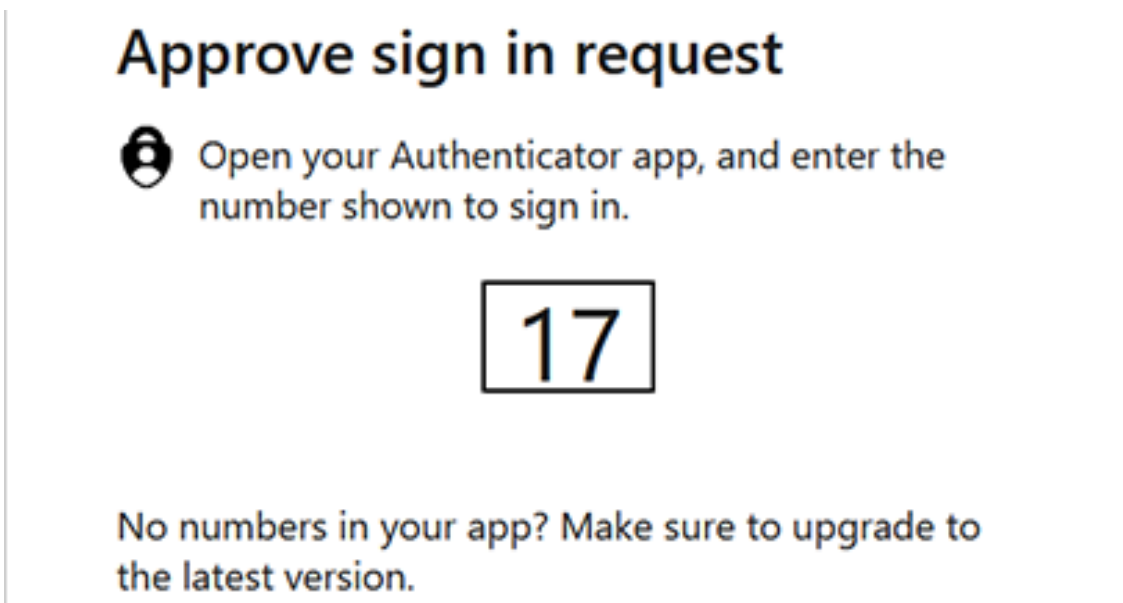 Approve sign in request
Open your Authenticator app, and enter the
number shown to sign in.
17
No numbers in your app? Make sure to upgrade to
the latest version.